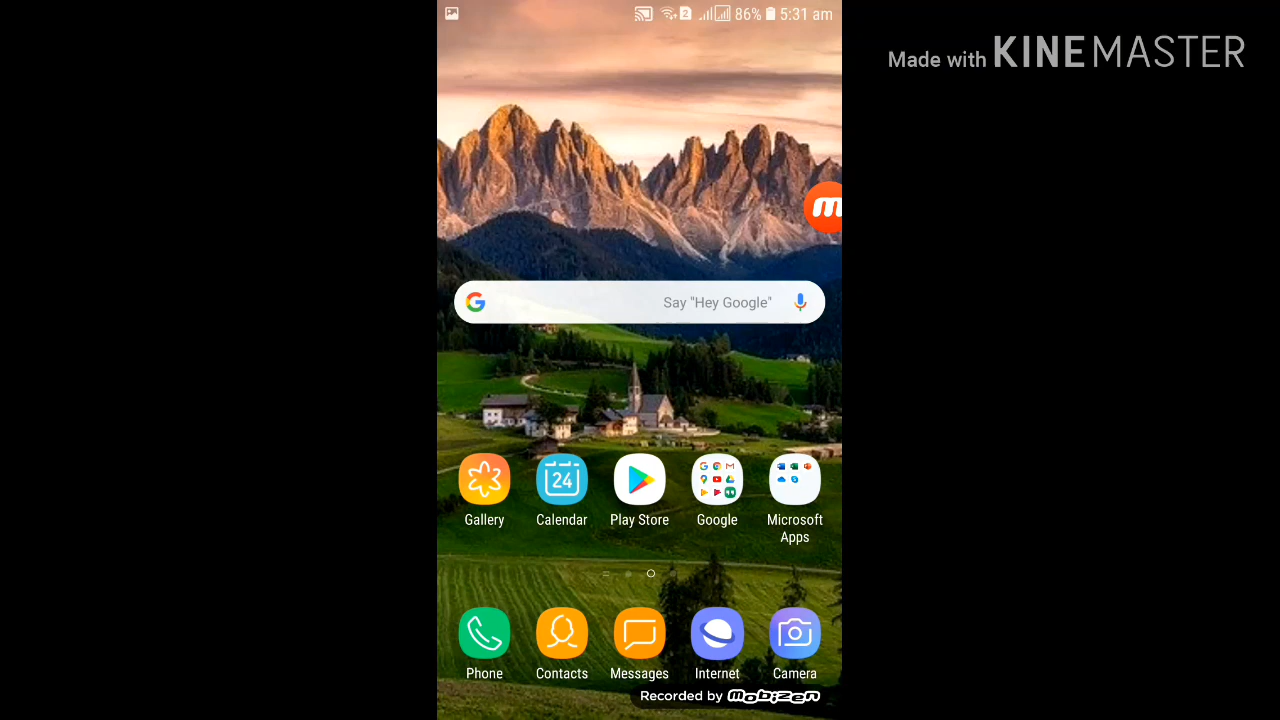 86% 5:31 am
Made with KINEMASTER
Say "Hey Google"
24
Gallery
Calendar
Play Store
Google
Microsoft
Apps
Phone
Contacts
Messages
Internet
Camera
Recorded by Mobizen